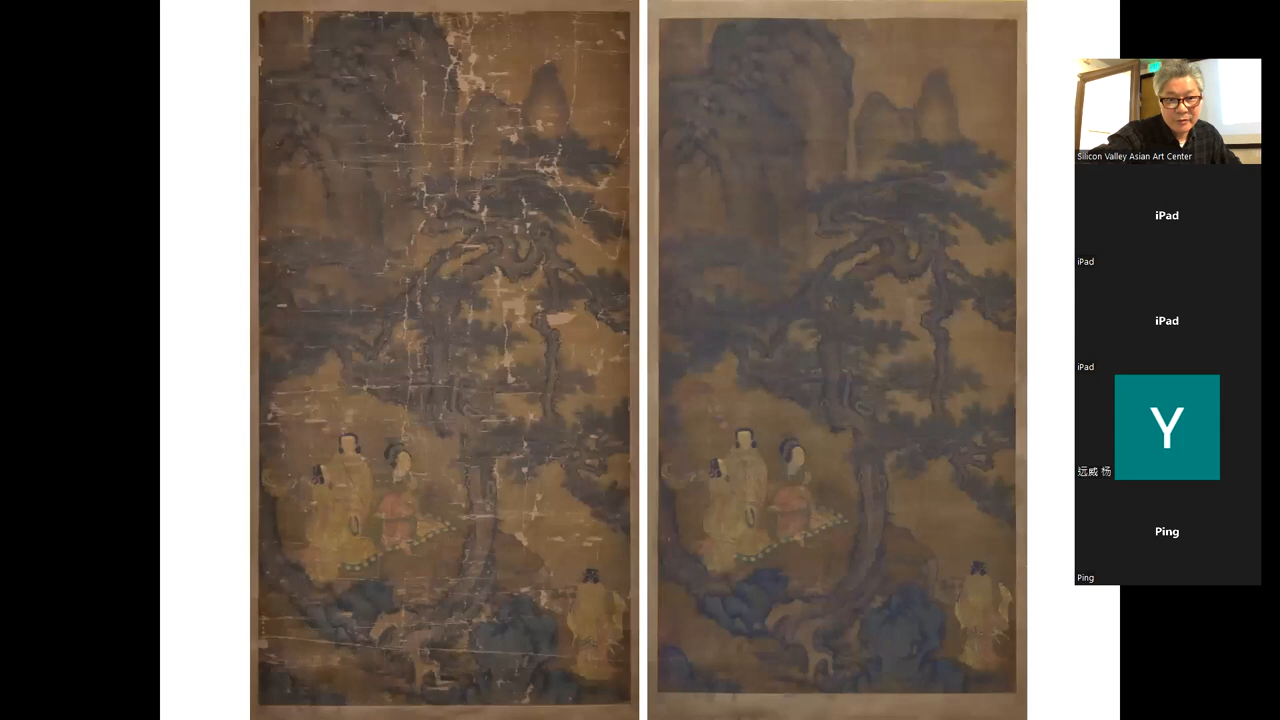 Silicon Valley Asian Art Center
iPad
iPad
iPad
iPad
Y
远威 杨
Ping
Ping